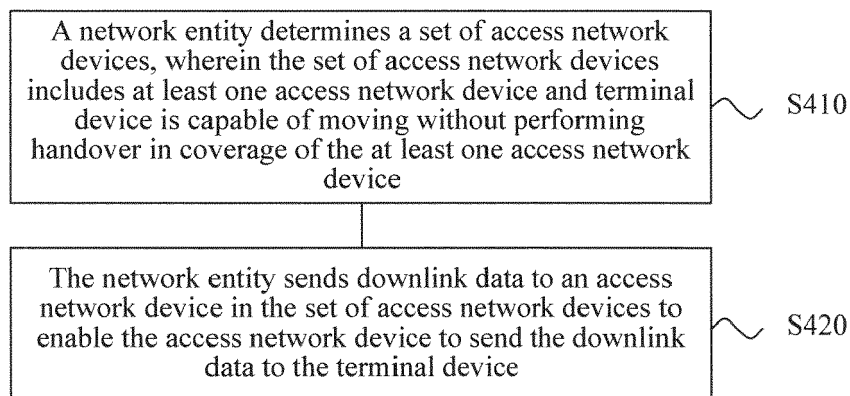 A network entity determines a set of access network
devices, wherein the set of access network devices
includes at least one access network device and terminal
device is capable of moving without performing
handover in coverage of the at least one access network
device
S410
The network entity sends downlink data to an access
network device in the set of access network devices to
enable the access network device to send the downlink
data to the terminal device
S420